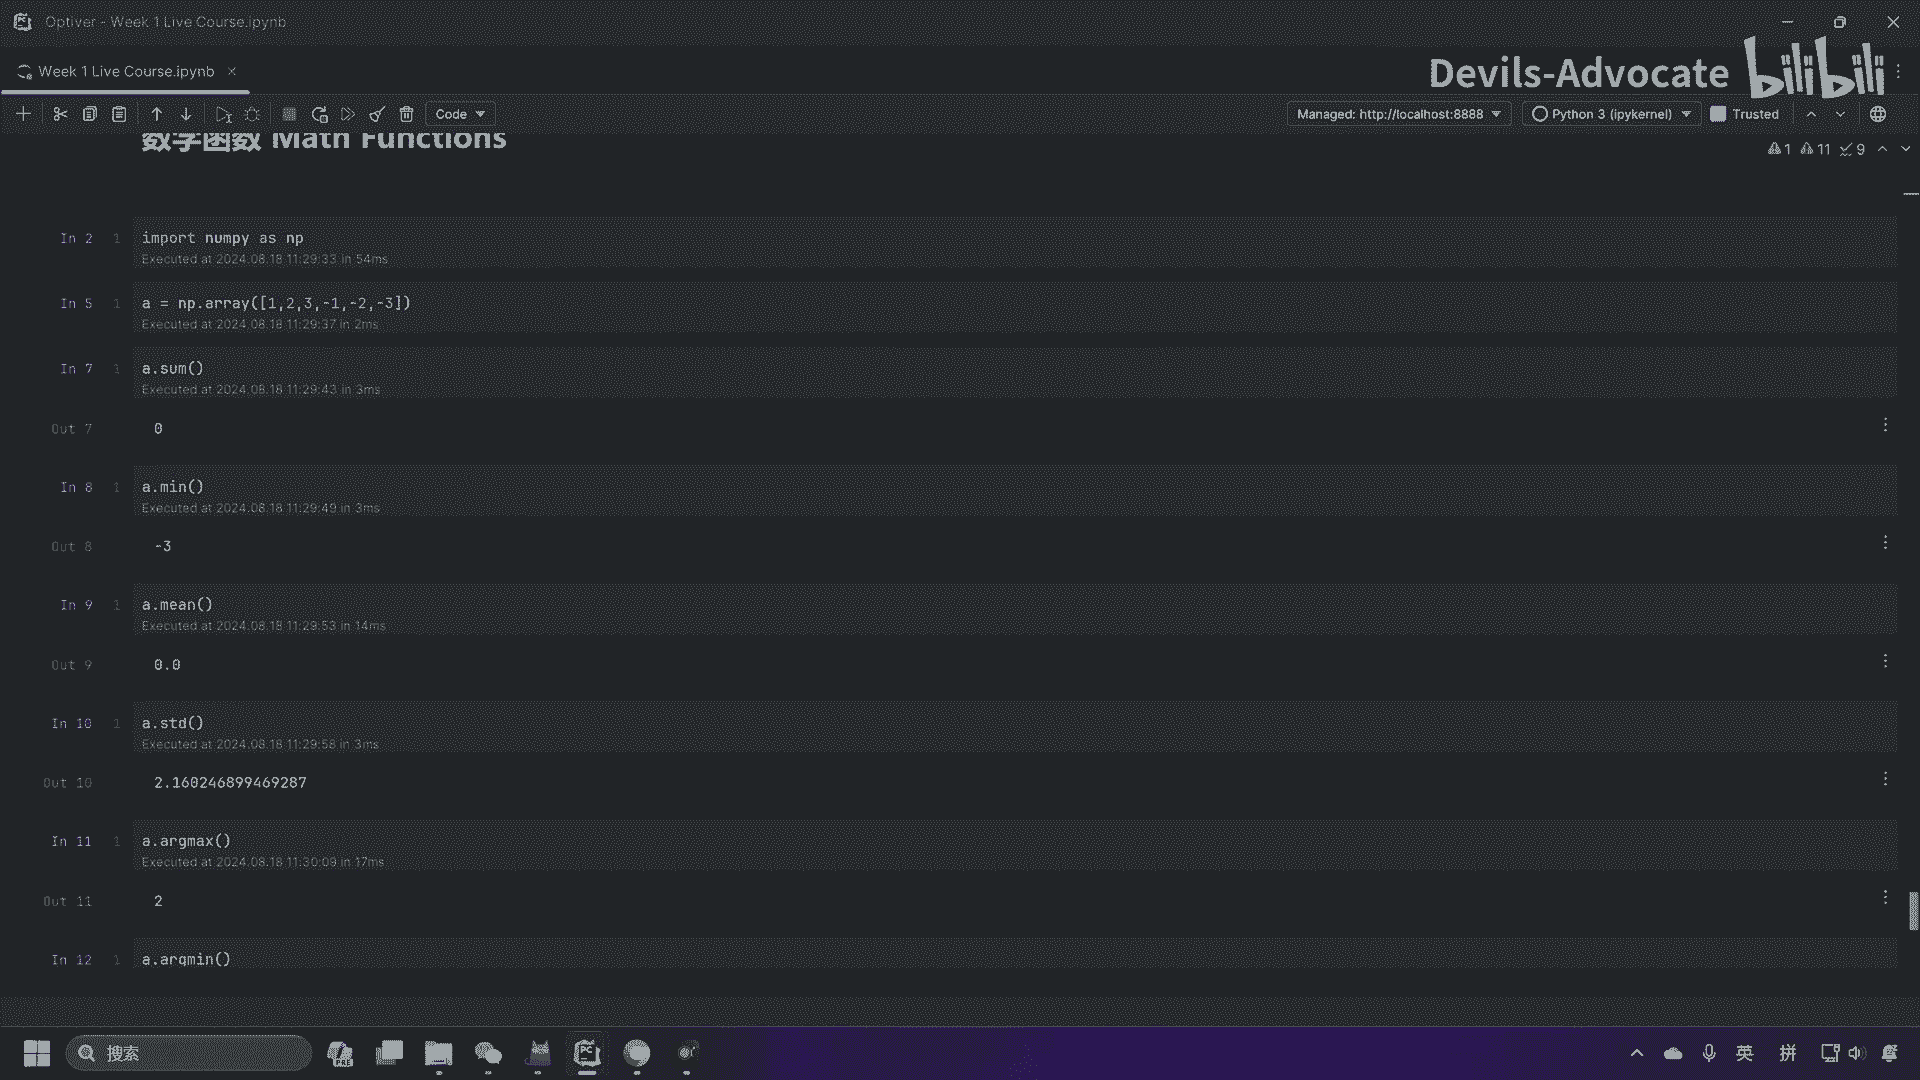 Optiver - Week 1 Live Course.ipynb
Week 1 Live Course.ipynb
Devils-Advocate bilibili
Code
Managed: http://localhost:8888
Python 3 (ipykernel)
Trusted
数学函数 Math Functions
1 11 9
In 2 1 import numpy as np
Executed at 2024.08.18 11:29:33 in 54ms
In 5 1 a = np.array([1,2,3,-1,-2,-3])
Executed at 2024.08.18 11:29:37 in 2ms
In 7 1 a.sum()
Executed at 2024.08.18 11:29:43 in 3ms
Out 7 0
In 8 1 a.min()
Executed at 2024.08.18 11:29:49 in 3ms
Out 8 -3
In 9 1 a.mean()
Executed at 2024.08.18 11:29:53 in 14ms
Out 9 0.0
In 10 1 a.std()
Executed at 2024.08.18 11:29:58 in 3ms
Out 10 2.160246899469287
In 11 1 a.argmax()
Executed at 2024.08.18 11:30:09 in 17ms
Out 11 2
In 12 1 a.argmin()
搜索
英 拼